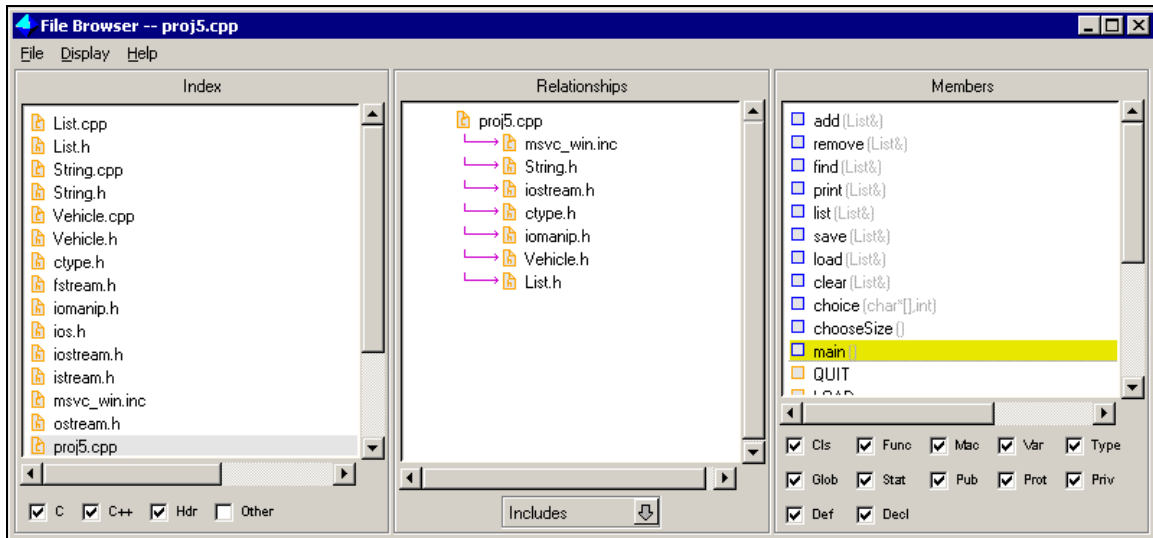 File Browser -- proj5.cpp
File Display Help
Index
List.cpp
List.h
String.cpp
String.h
Vehicle.cpp
Vehicle.h
ctype.h
fstream.h
iomanip.h
ios.h
iostream.h
istream.h
msvc_win.inc
ostream.h
proj5.cpp
C C++ Hdr Other
Relationships
proj5.cpp
msvc_win.inc
String.h
iostream.h
ctype.h
iomanip.h
Vehicle.h
List.h
Includes
Members
add (List&)
remove (List&)
find (List&)
print (List&)
list (List&)
save (List&)
load (List&)
clear (List&)
choice (char*[],int)
chooseSize ()
main ()
QUIT
LOAD
Cls Func Mac Var Type
Glob Stat Pub Prot Priv
Def Decl